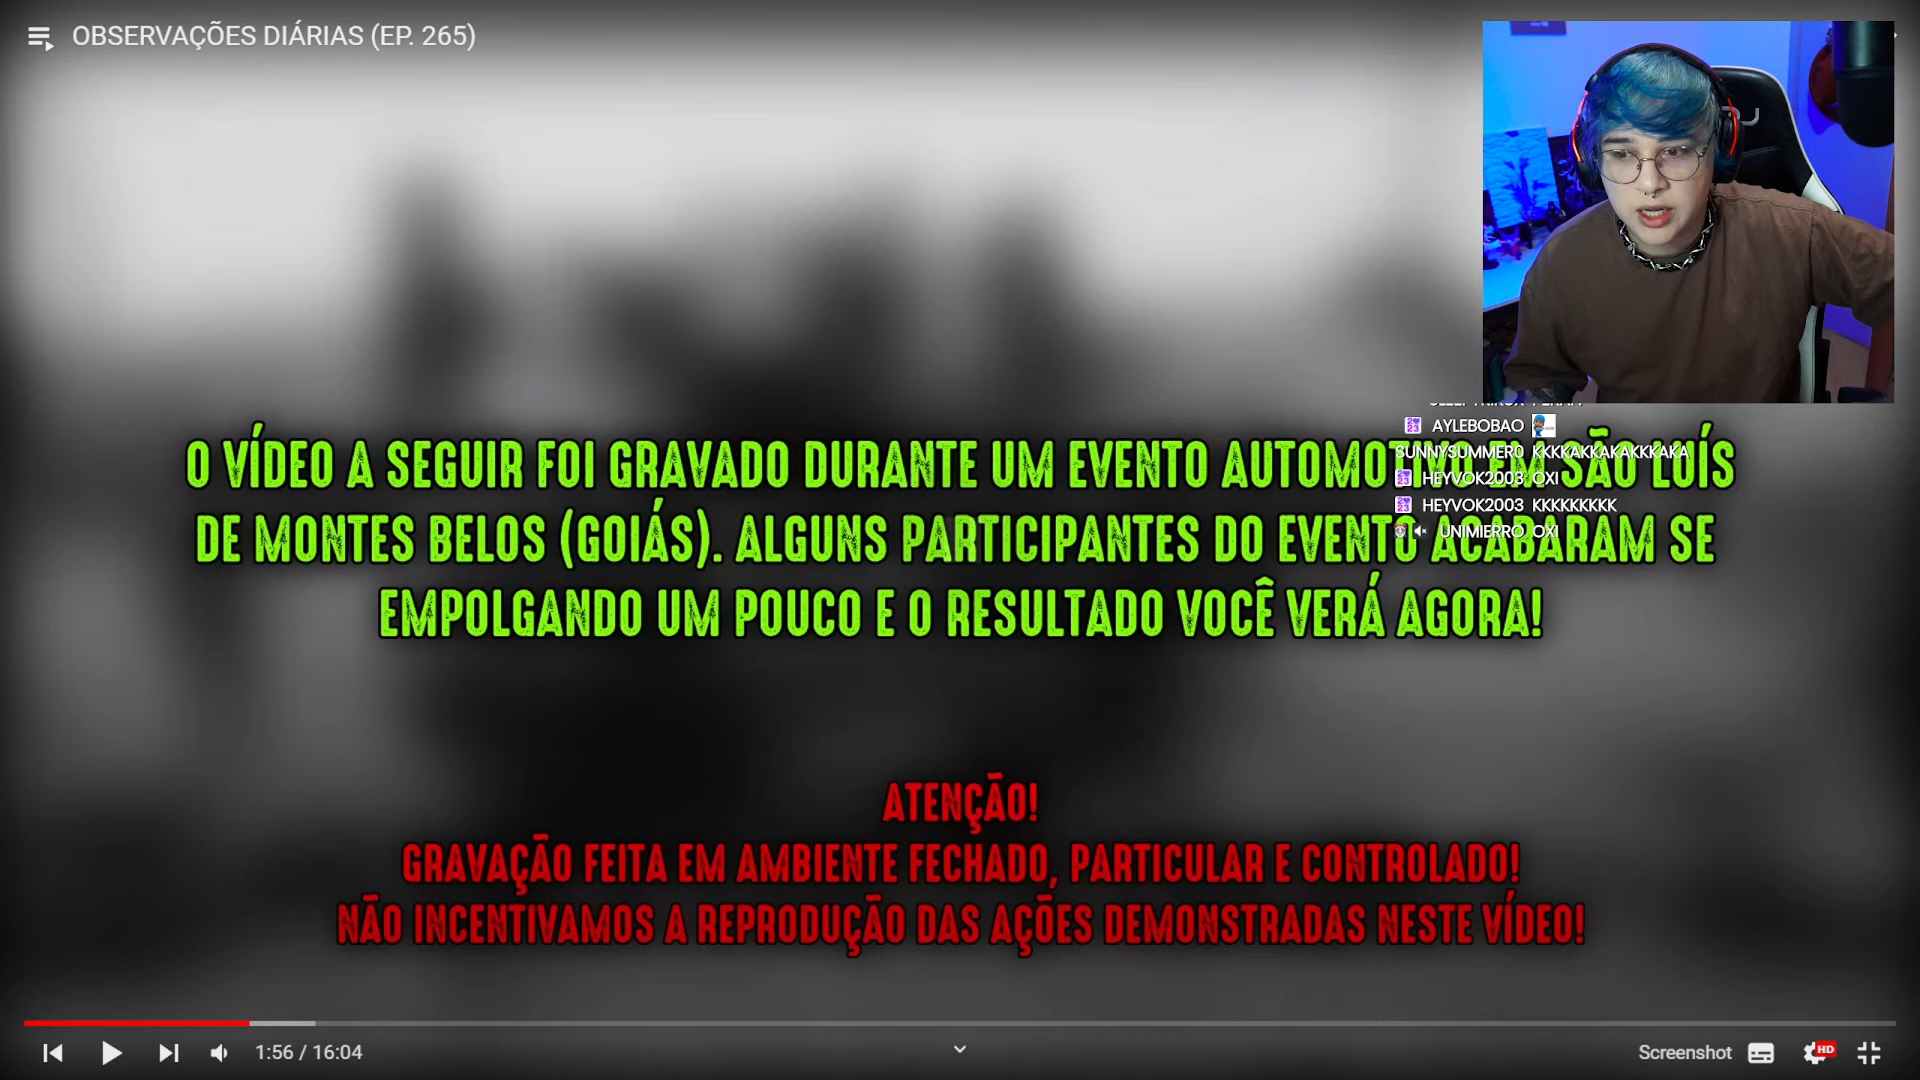 OBSERVAÇÕES DIÁRIAS (EP. 265)
AYLEBOBAO
SUNNYSUMMER0 KKKKAKKAKAKKKAKA
HEYVOK2003 OXI
HEYVOK2003 KKKKKKKKK
UNIMIERRO OXI
O VÍDEO A SEGUIR FOI GRAVADO DURANTE UM EVENTO AUTOMOTIVO EM SÃO LUÍS
DE MONTES BELOS (GOIÁS). ALGUNS PARTICIPANTES DO EVENTO ACABARAM SE
EMPOLGANDO UM POUCO E O RESULTADO VOCÊ VERÁ AGORA!
ATENÇÃO!
GRAVAÇÃO FEITA EM AMBIENTE FECHADO, PARTICULAR E CONTROLADO!
NÃO INCENTIVAMOS A REPRODUÇÃO DAS AÇÕES DEMONSTRADAS NESTE VÍDEO!
1:56 / 16:04
Screenshot
HD